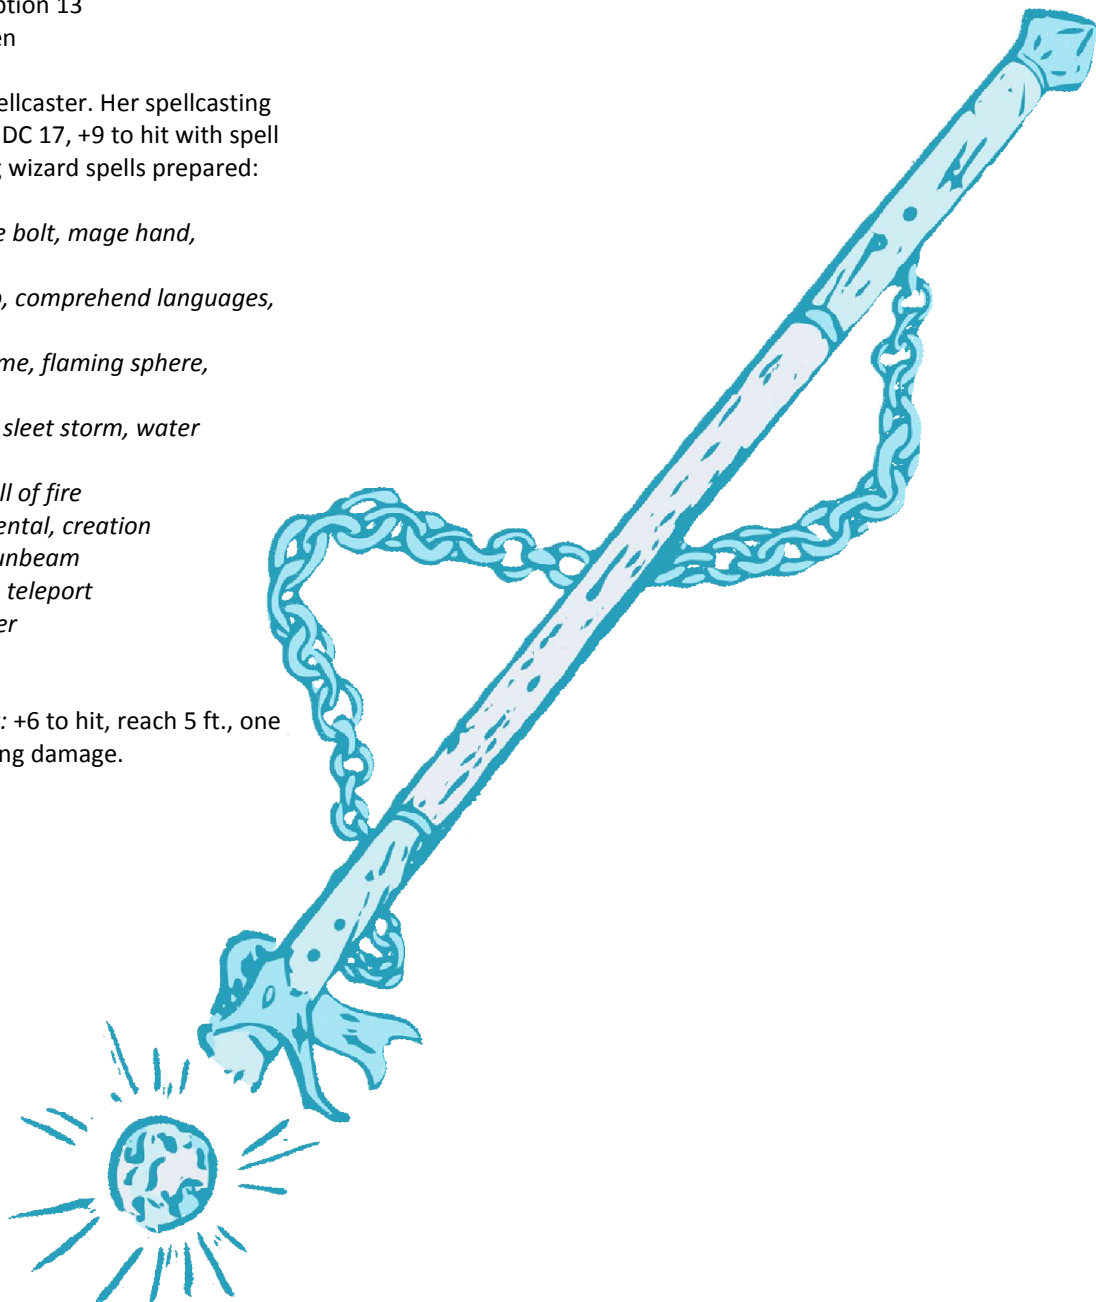 ption 13
en
ellcaster. Her spellcasting
DC 17, +9 to hit with spell
g wizard spells prepared:
e bolt, mage hand,
o, comprehend languages,
me, flaming sphere,
sleet storm, water
ll of fire
ental, creation
unbeam
, teleport
er
:: +6 to hit, reach 5 ft., one
ng damage.